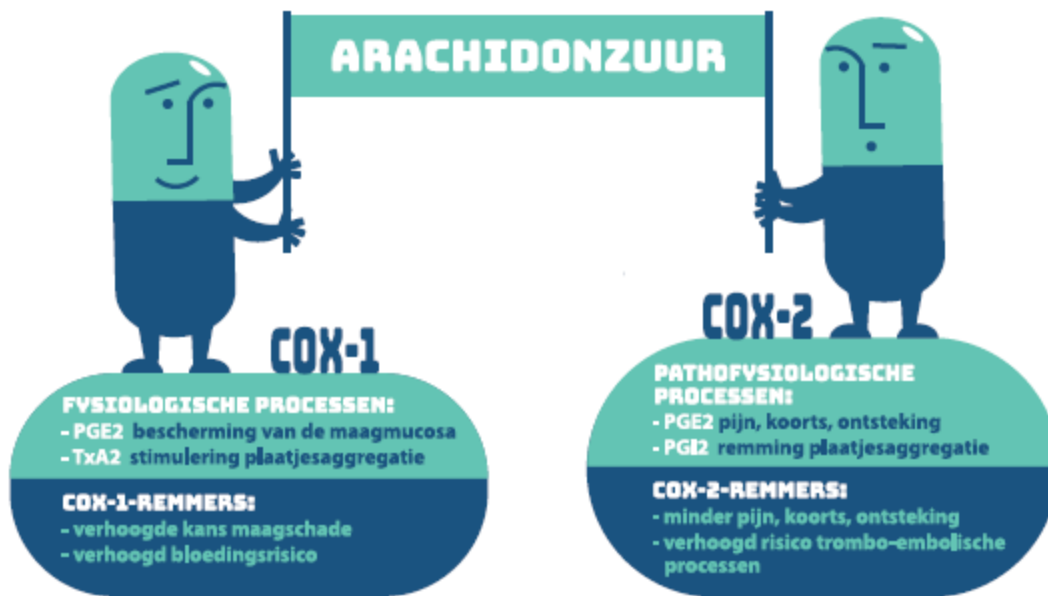 ARACHIDONZUUR
COX-1
FYSIOLOGISCHE PROCESSEN:
- PGE2 bescherming van de maagmucosa
- TxA2 stimulering plaatjesaggregatie
COX-1-REMMERS:
- verhoogde kans maagschade
- verhoogd bloedingsrisico
COX-2
PATHOFYSIOLOGISCHE
PROCESSEN:
- PGE2 pijn, koorts, ontsteking
- PGI2 remming plaatjesaggregatie
COX-2-REMMERS:
- minder pijn, koorts, ontsteking
- verhoogd risico trombo-embolische
processen